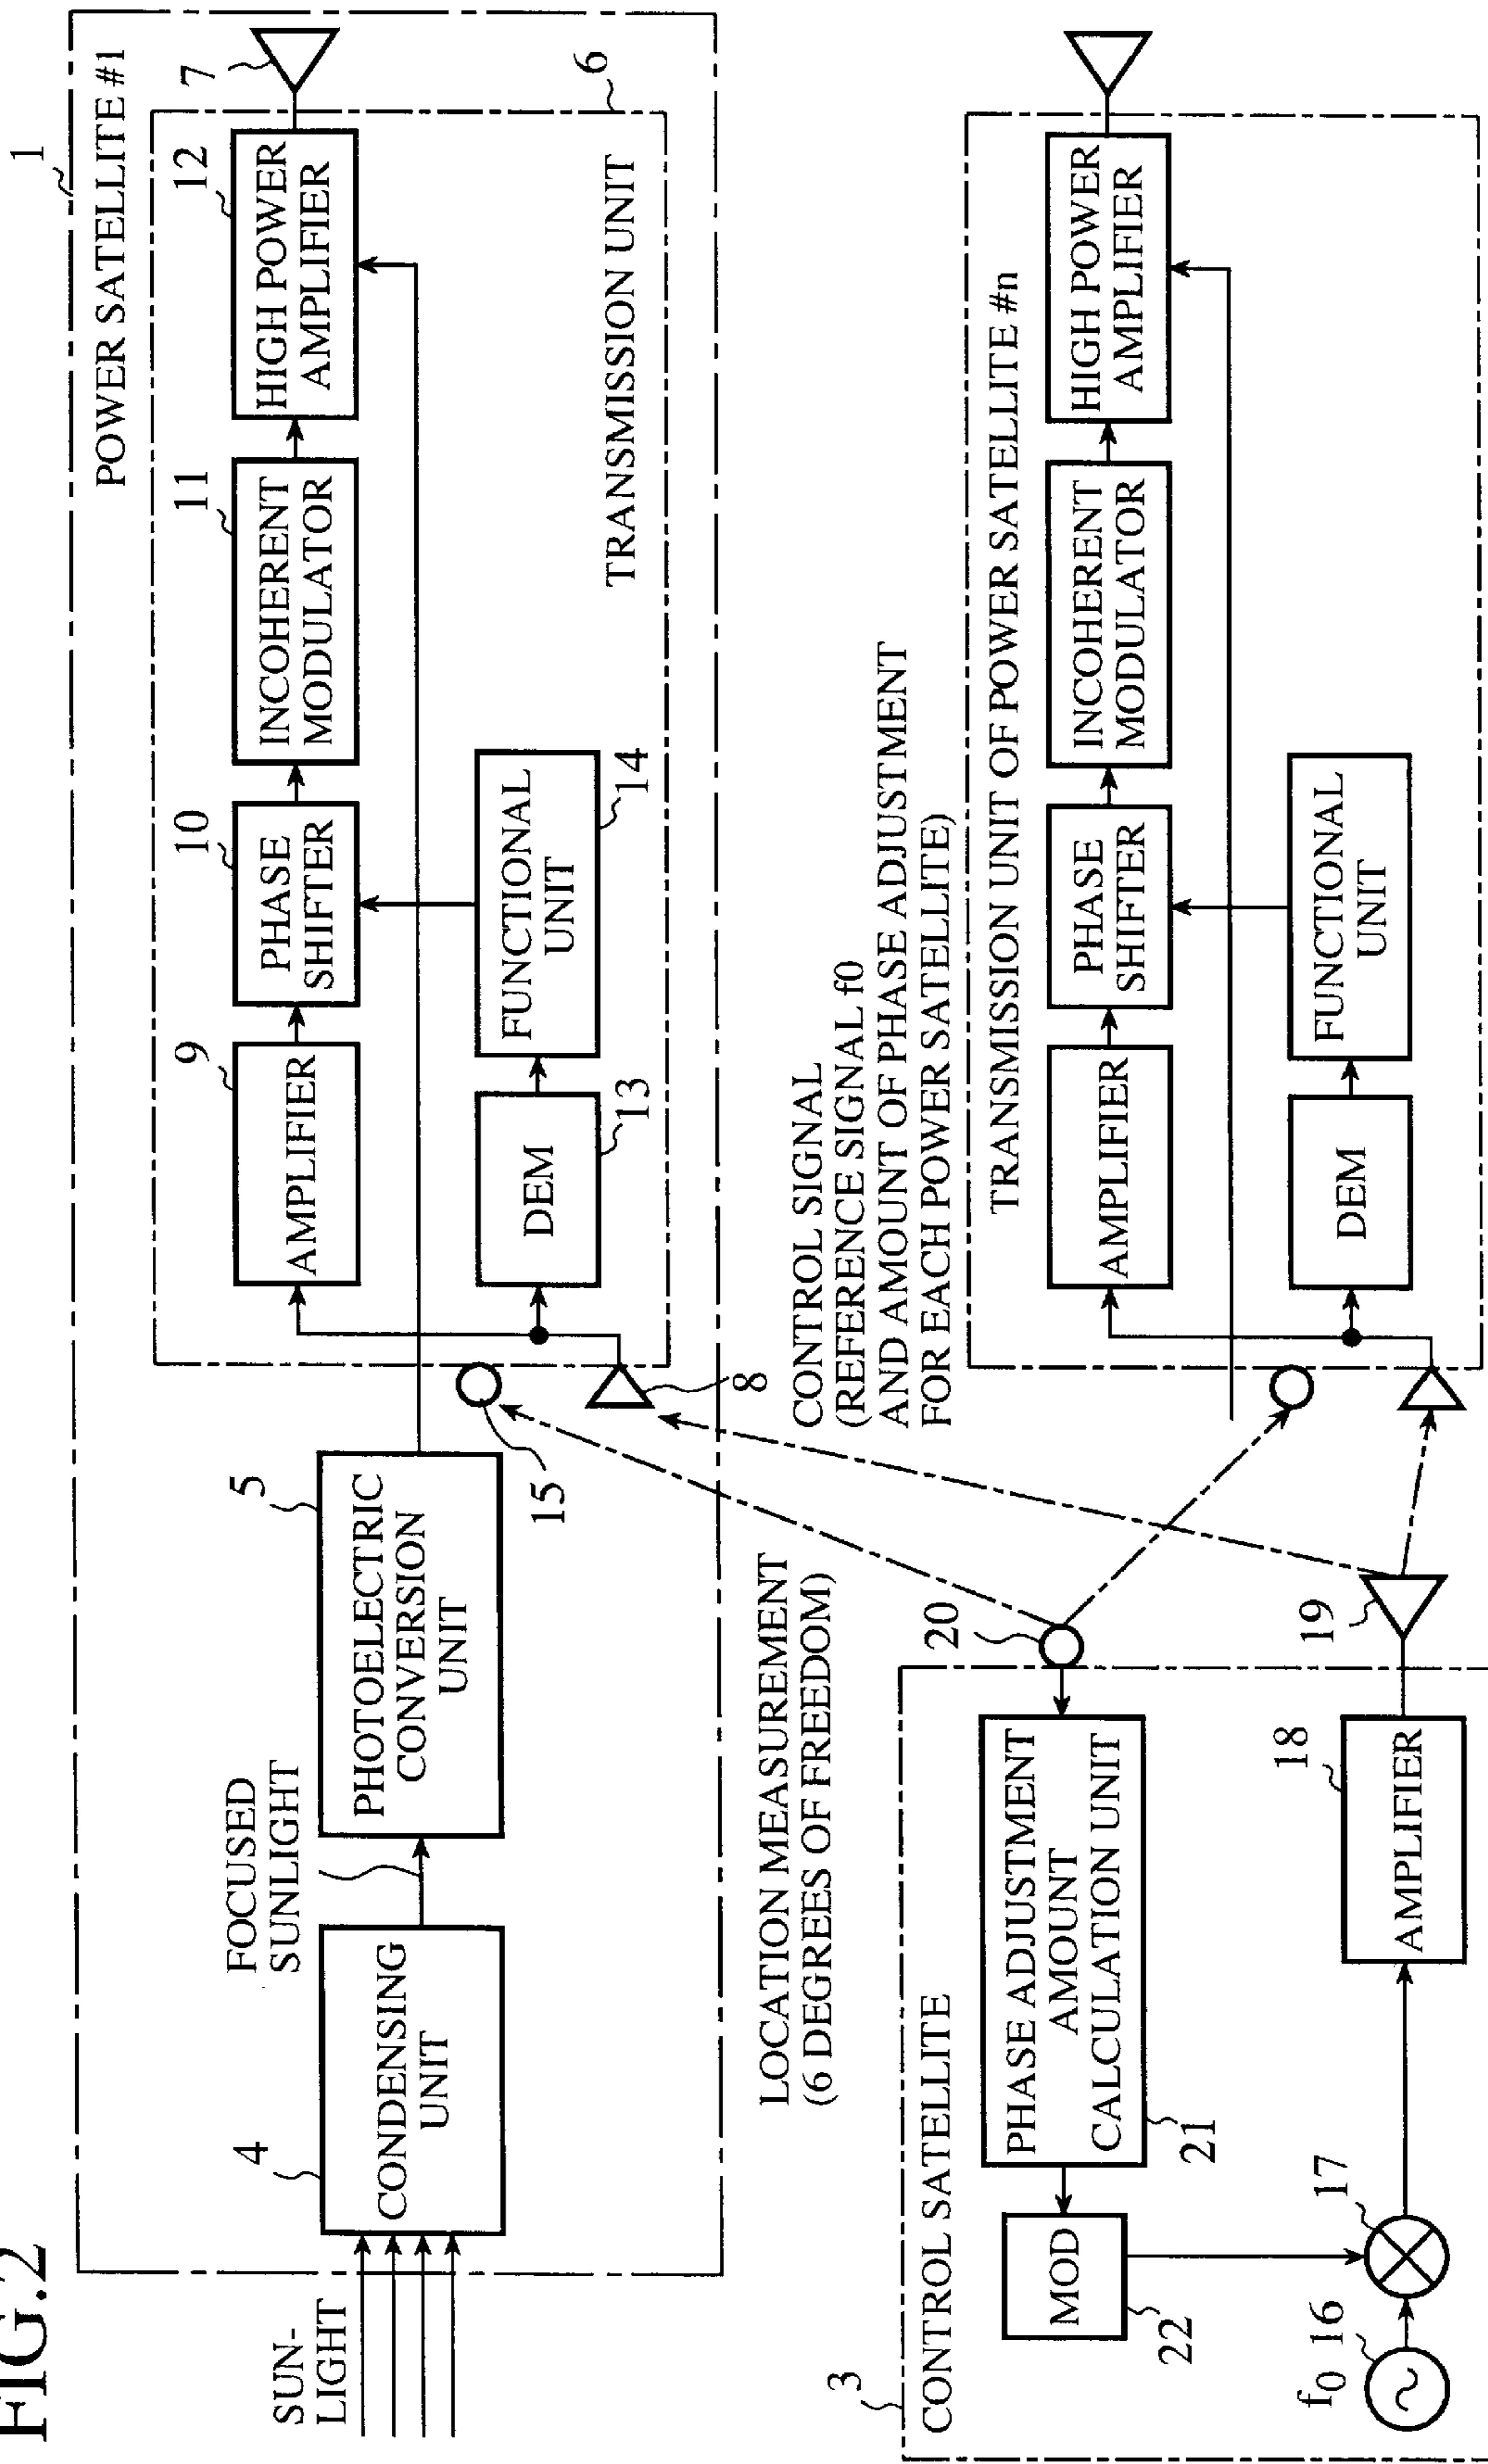 FIG.2
1
POWER SATELLITE #1
SUN-
LIGHT
4
CONDENSING
UNIT
FOCUSED
SUNLIGHT
5
PHOTOELECTRIC
CONVERSION
UNIT
9
AMPLIFIER
10
PHASE
SHIFTER
11
INCOHERENT
MODULATOR
12
HIGH POWER
AMPLIFIER
7
6
DEM
13
FUNCTIONAL
UNIT
14
TRANSMISSION UNIT
15
8
LOCATION MEASUREMENT
(6 DEGREES OF FREEDOM)
CONTROL SIGNAL
(REFERENCE SIGNAL f0
AND AMOUNT OF PHASE ADJUSTMENT
FOR EACH POWER SATELLITE)
3
CONTROL SATELLITE
MOD
22
PHASE ADJUSTMENT
AMOUNT
CALCULATION UNIT
21
20
f0 16
17
18
AMPLIFIER
19
TRANSMISSION UNIT OF POWER SATELLITE #n
AMPLIFIER
PHASE
SHIFTER
INCOHERENT
MODULATOR
HIGH POWER
AMPLIFIER
DEM
FUNCTIONAL
UNIT